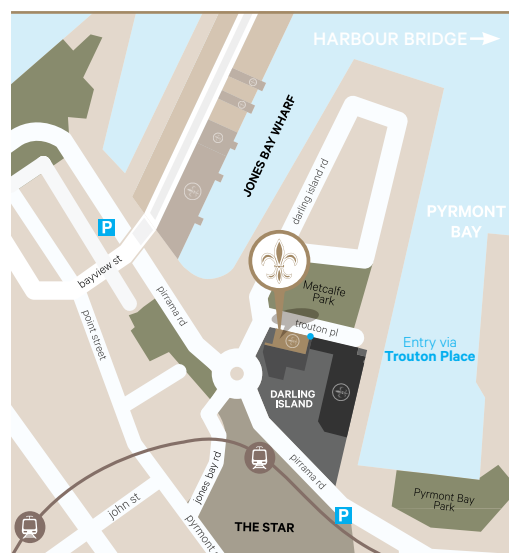 HARBOUR BRIDGE
JONES BAY WHARF
darling island rd
PYRMONT
BAY
P
bayview st
pirrama rd
point street
Metcalfe
Park
trouton pl
Entry via
Trouton Place
DARLING
ISLAND
jones bay rd
pirrama rd
john st
pyrmont
THE STAR
P
Pyrmont Bay
Park